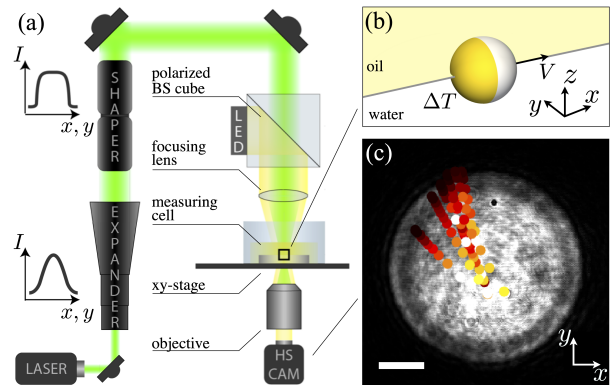 (a)
I
x, y
SHAPER
I
x, y
EXPANDER
LASER
polarized
BS cube
LED
focusing
lens
measuring
cell
xy-stage
objective
HS
CAM
(b)
oil
water
ΔT
V
z
y
x
(c)
y
x